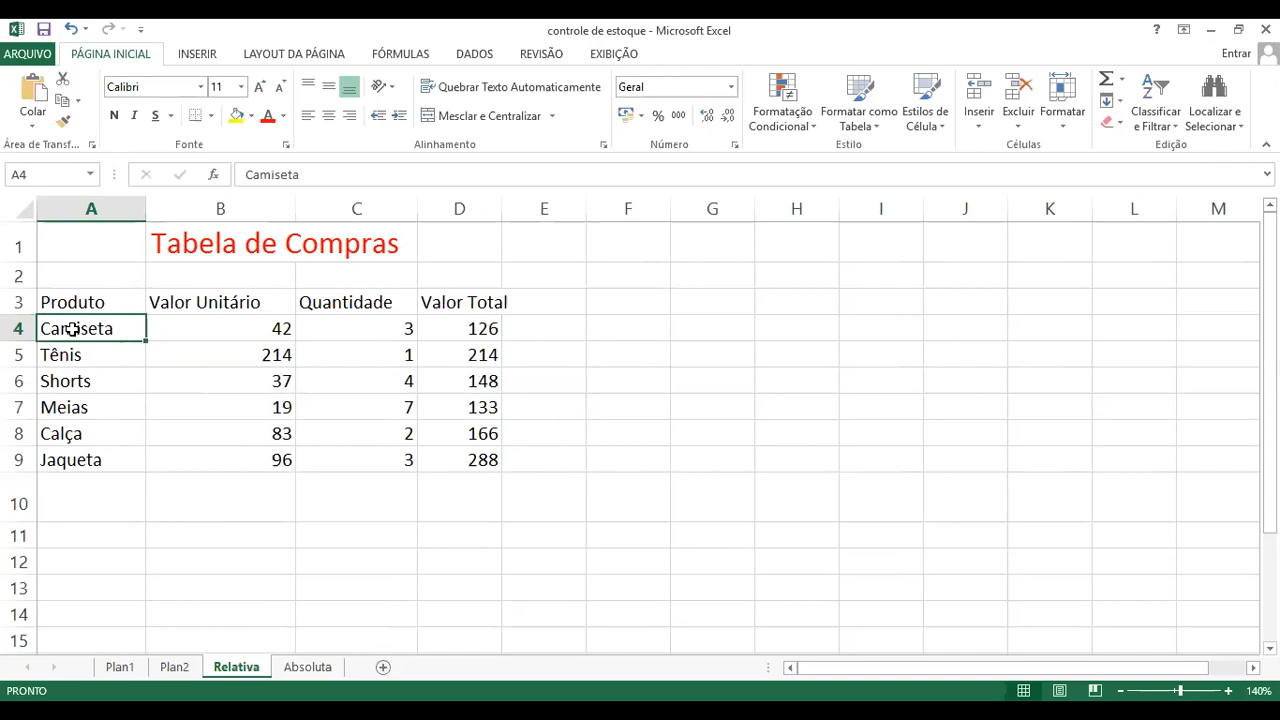 controle de estoque - Microsoft Excel
ARQUIVO PÁGINA INICIAL INSERIR LAYOUT DA PÁGINA FÓRMULAS DADOS REVISÃO EXIBIÇÃO Entrar
Colar
Área de Transf...
Calibri 11
N I S
A A
Fonte
Quebrar Texto Automaticamente
Mesclar e Centralizar
Alinhamento
Geral
% 000
Número
Formatação Condicional
Formatar como Tabela
Estilos de Célula
Estilo
Inserir
Excluir
Formatar
Células
Classificar e Filtrar
Localizar e Selecionar
Edição
A4 fx Camiseta
A B C D E F G H I J K L M
1 Tabela de Compras
2
3 Produto Valor Unitário Quantidade Valor Total
4 Camiseta 42 3 126
5 Tênis 214 1 214
6 Shorts 37 4 148
7 Meias 19 7 133
8 Calça 83 2 166
9 Jaqueta 96 3 288
10
11
12
13
14
15
Plan1 Plan2 Relativa Absoluta
PRONTO 140%